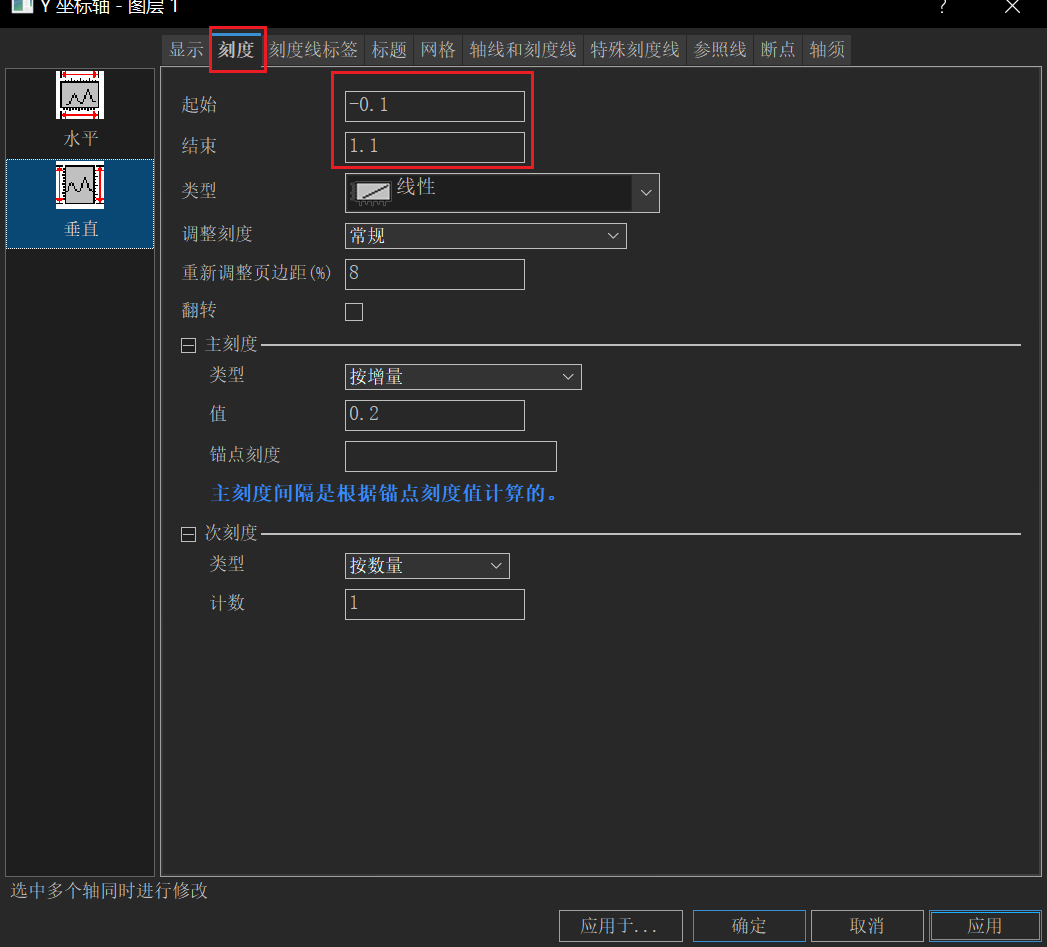 Y 坐标轴 - 图层 1
?
显示 刻度 刻度线标签 标题 网格 轴线和刻度线 特殊刻度线 参照线 断点 轴须
水平
垂直
起始 -0.1
结束 1.1
类型 线性
调整刻度 常规
重新调整页边距(%) 8
翻转
主刻度
类型 按增量
值 0.2
锚点刻度
主刻度间隔是根据锚点刻度值计算的。
次刻度
类型 按数量
计数 1
选中多个轴同时进行修改
应用于... 确定 取消 应用